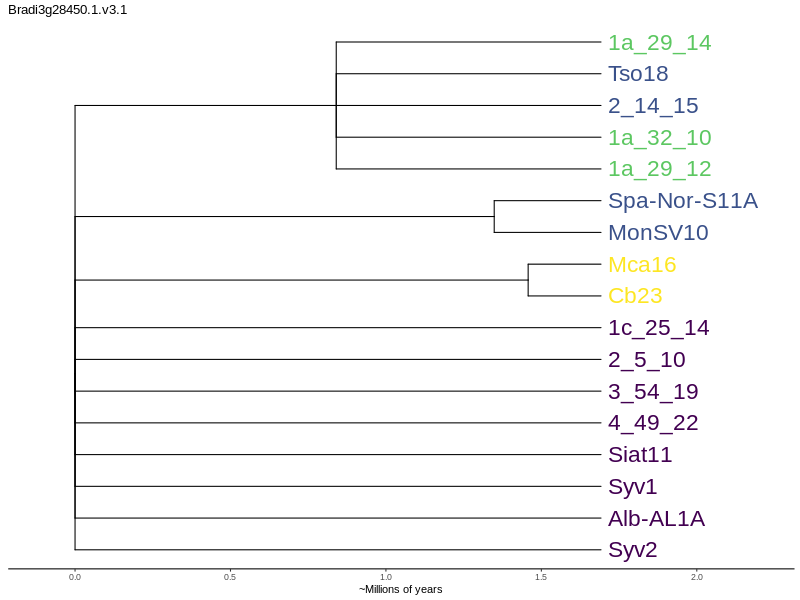 Bradi3g28450.1.v3.1
1a_29_14
Tso18
2_14_15
1a_32_10
1a_29_12
Spa-Nor-S11A
MonSV10
Mca16
Cb23
1c_25_14
2_5_10
3_54_19
4_49_22
Siat11
Syv1
Alb-AL1A
Syv2
0.0 0.5 1.0 1.5 2.0
~Millions of years